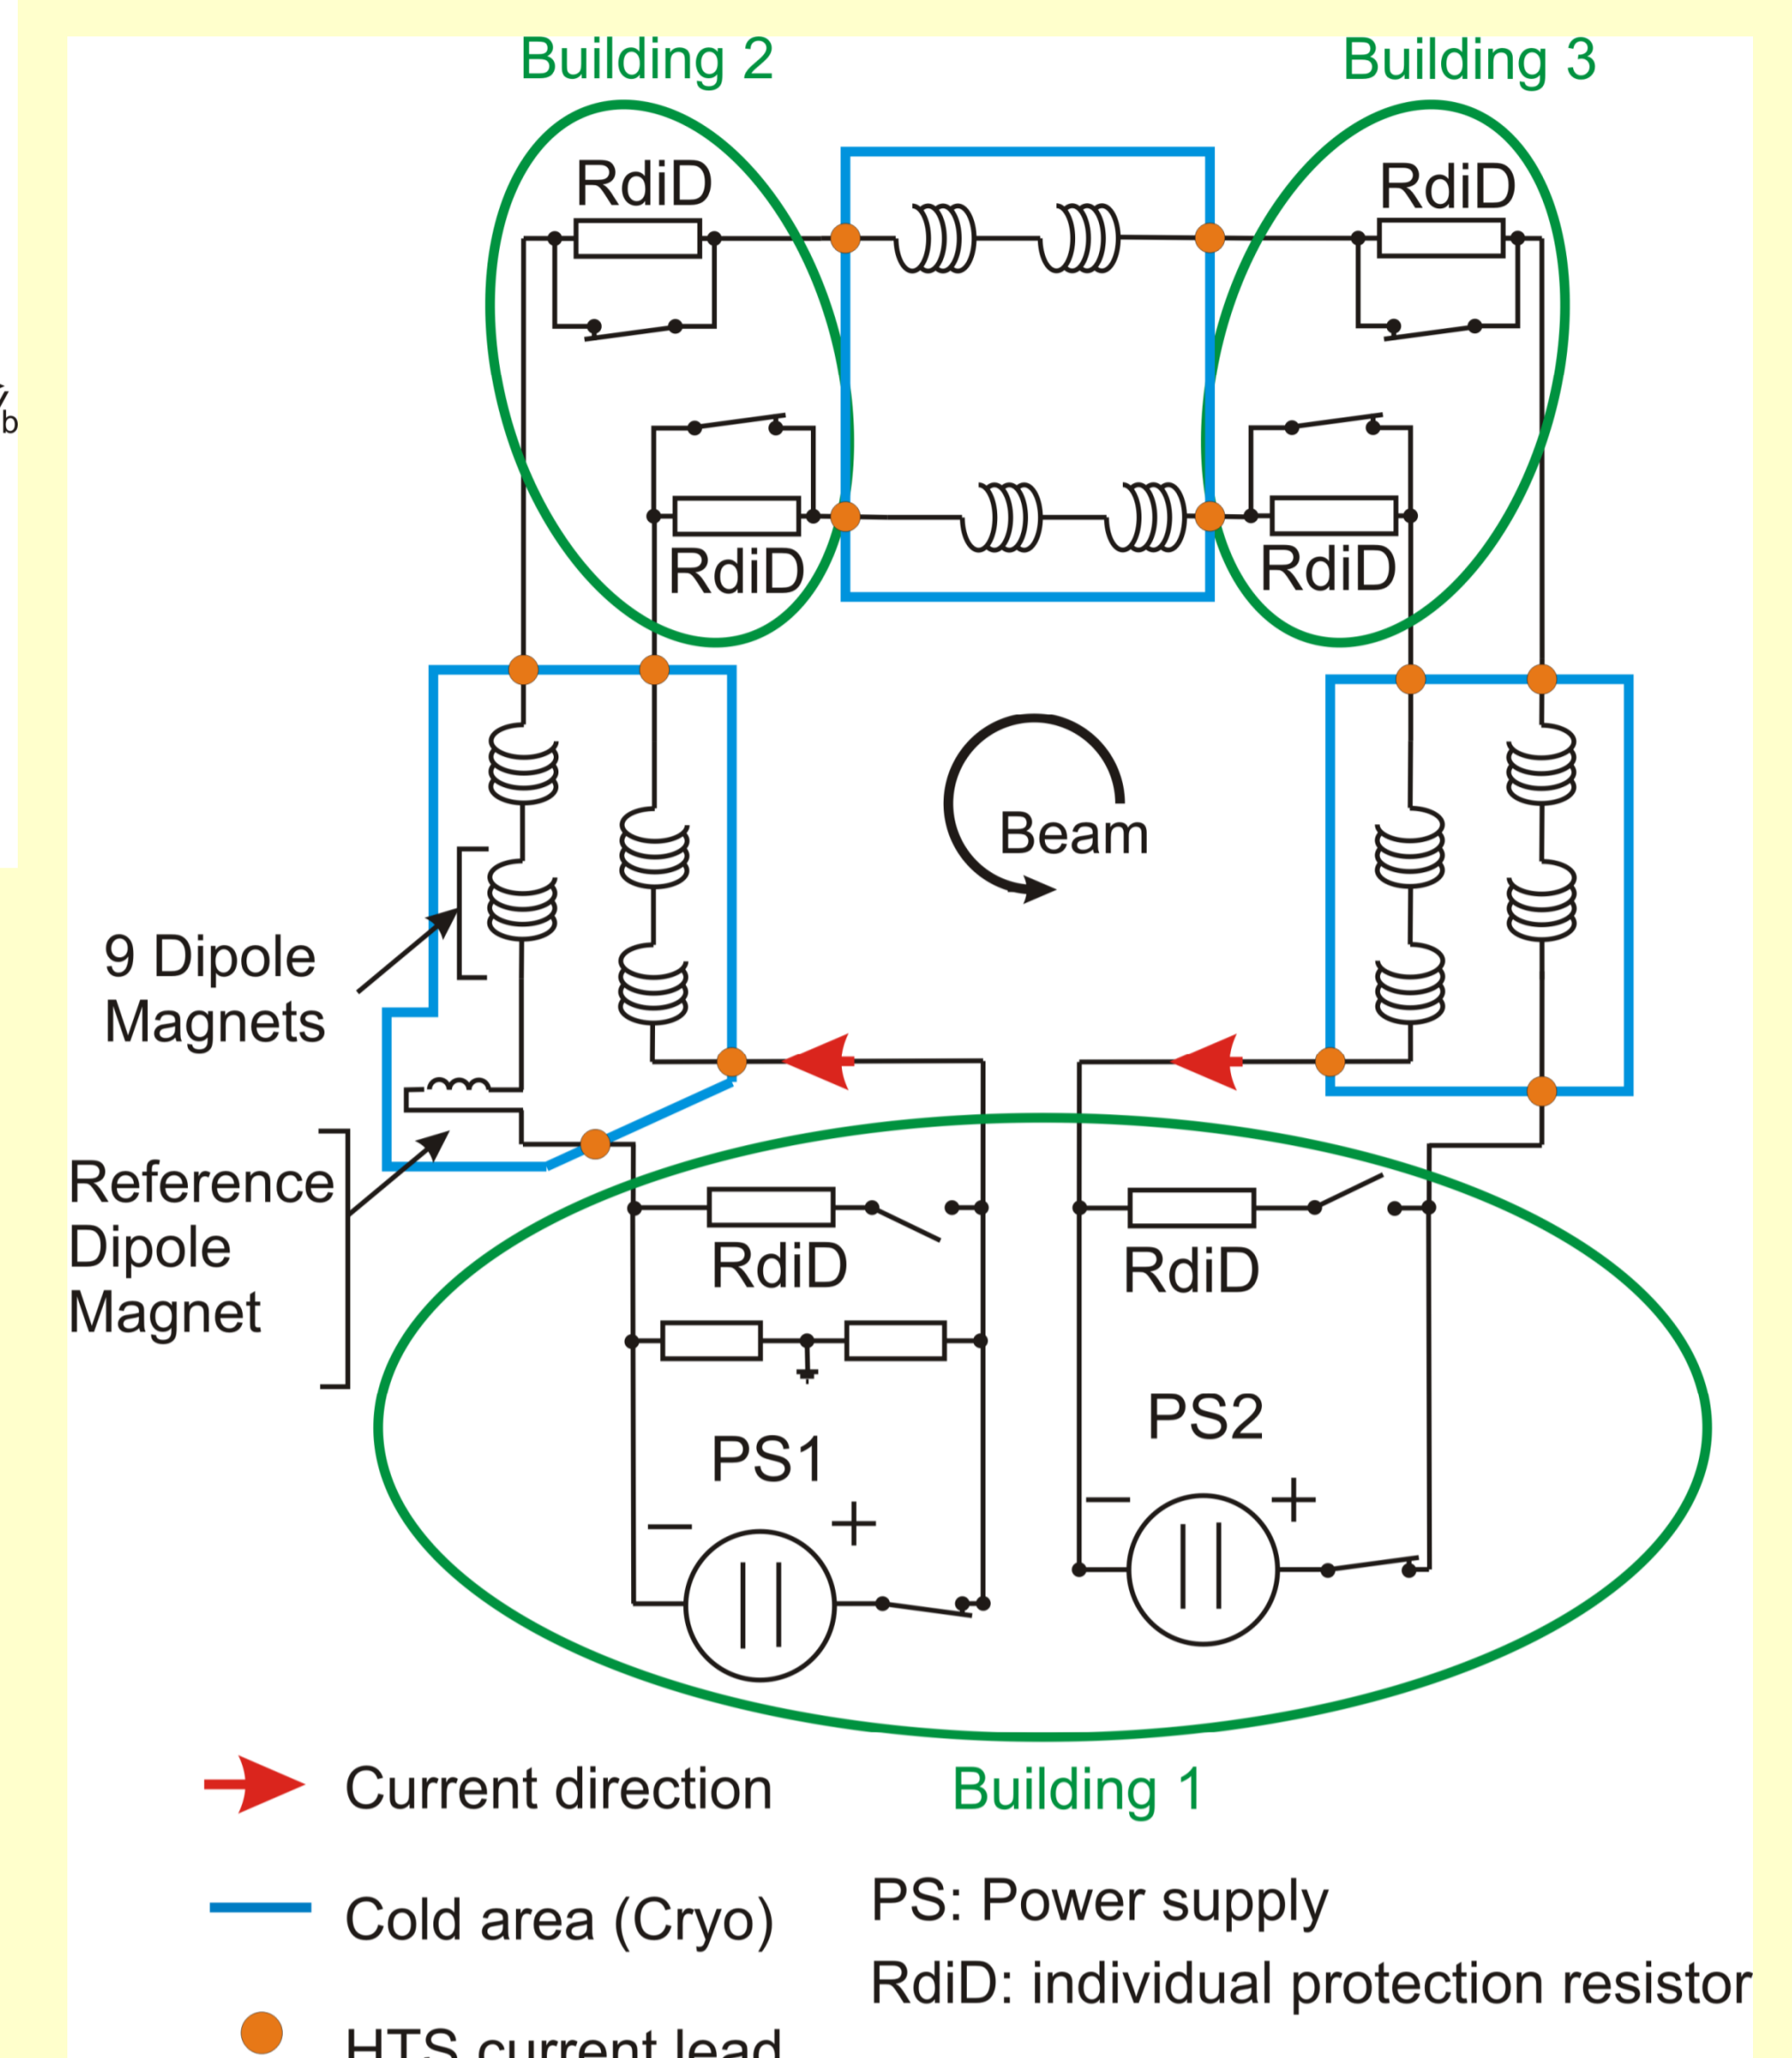 Building 2
Building 3
RdiD
RdiD
b
RdiD
RdiD
Beam
9 Dipole
Magnets
Reference
Dipole
Magnet
RdiD
RdiD
PS1
PS2
− +
− +
Current direction
Building 1
Cold area (Cryo)
PS: Power supply
RdiD: individual protection resistor
HTS current lead